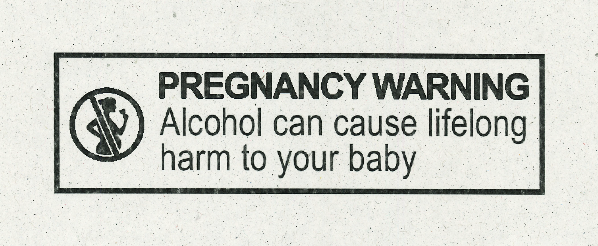 PREGNANCY WARNING
Alcohol can cause lifelong
harm to your baby